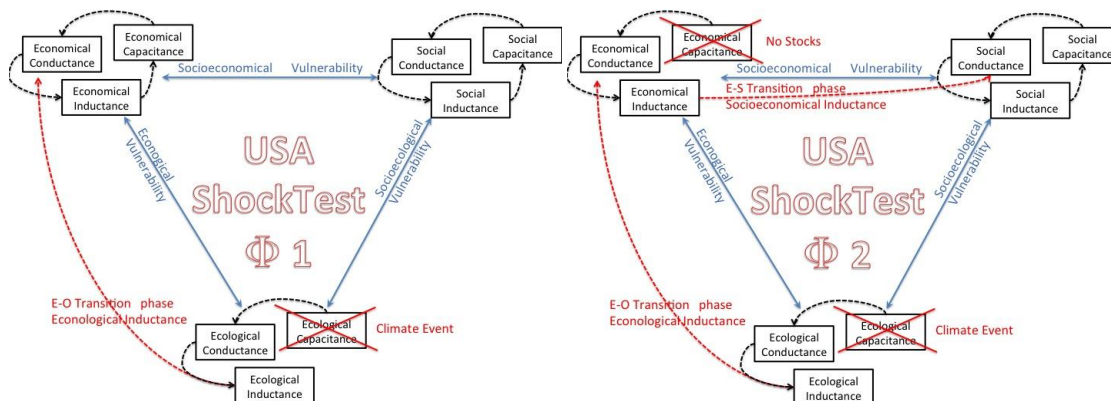 Economical
Conductance
Economical
Capacitance
Social
Conductance
Social
Capacitance
Economical
Inductance
Socioeconomical Vulnerability
Social
Inductance
Econogical
Vulnerability
Socioecological
Vulnerability
USA
ShockTest
Φ 1
E-O Transition phase
Econological Inductance
Ecological
Conductance
Ecological
Capacitance
Climate Event
Ecological
Inductance
Economical
Conductance
Economical
Capacitance
No Stocks
Social
Conductance
Social
Capacitance
Economical
Inductance
Socioeconomical Vulnerability
E-S Transition phase
Socioeconomical Inductance
Social
Inductance
Econogical
Vulnerability
Socioecological
Vulnerability
USA
ShockTest
Φ 2
E-O Transition phase
Econological Inductance
Ecological
Conductance
Ecological
Capacitance
Climate Event
Ecological
Inductance